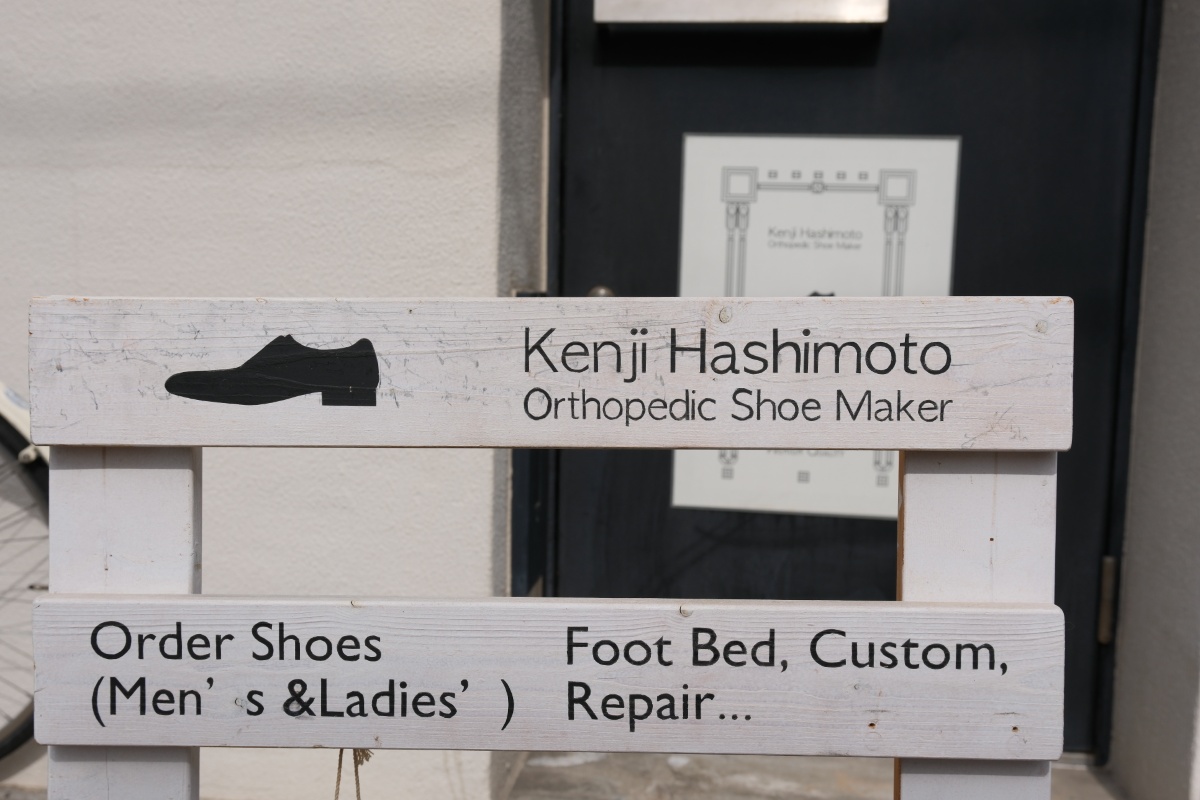 Kenji Hashimoto
Orthopedic Shoe Maker
Kenji Hashimoto
Orthopedic Shoe Maker
Order Shoes
(Men’ s &Ladies’ )
Foot Bed, Custom,
Repair...